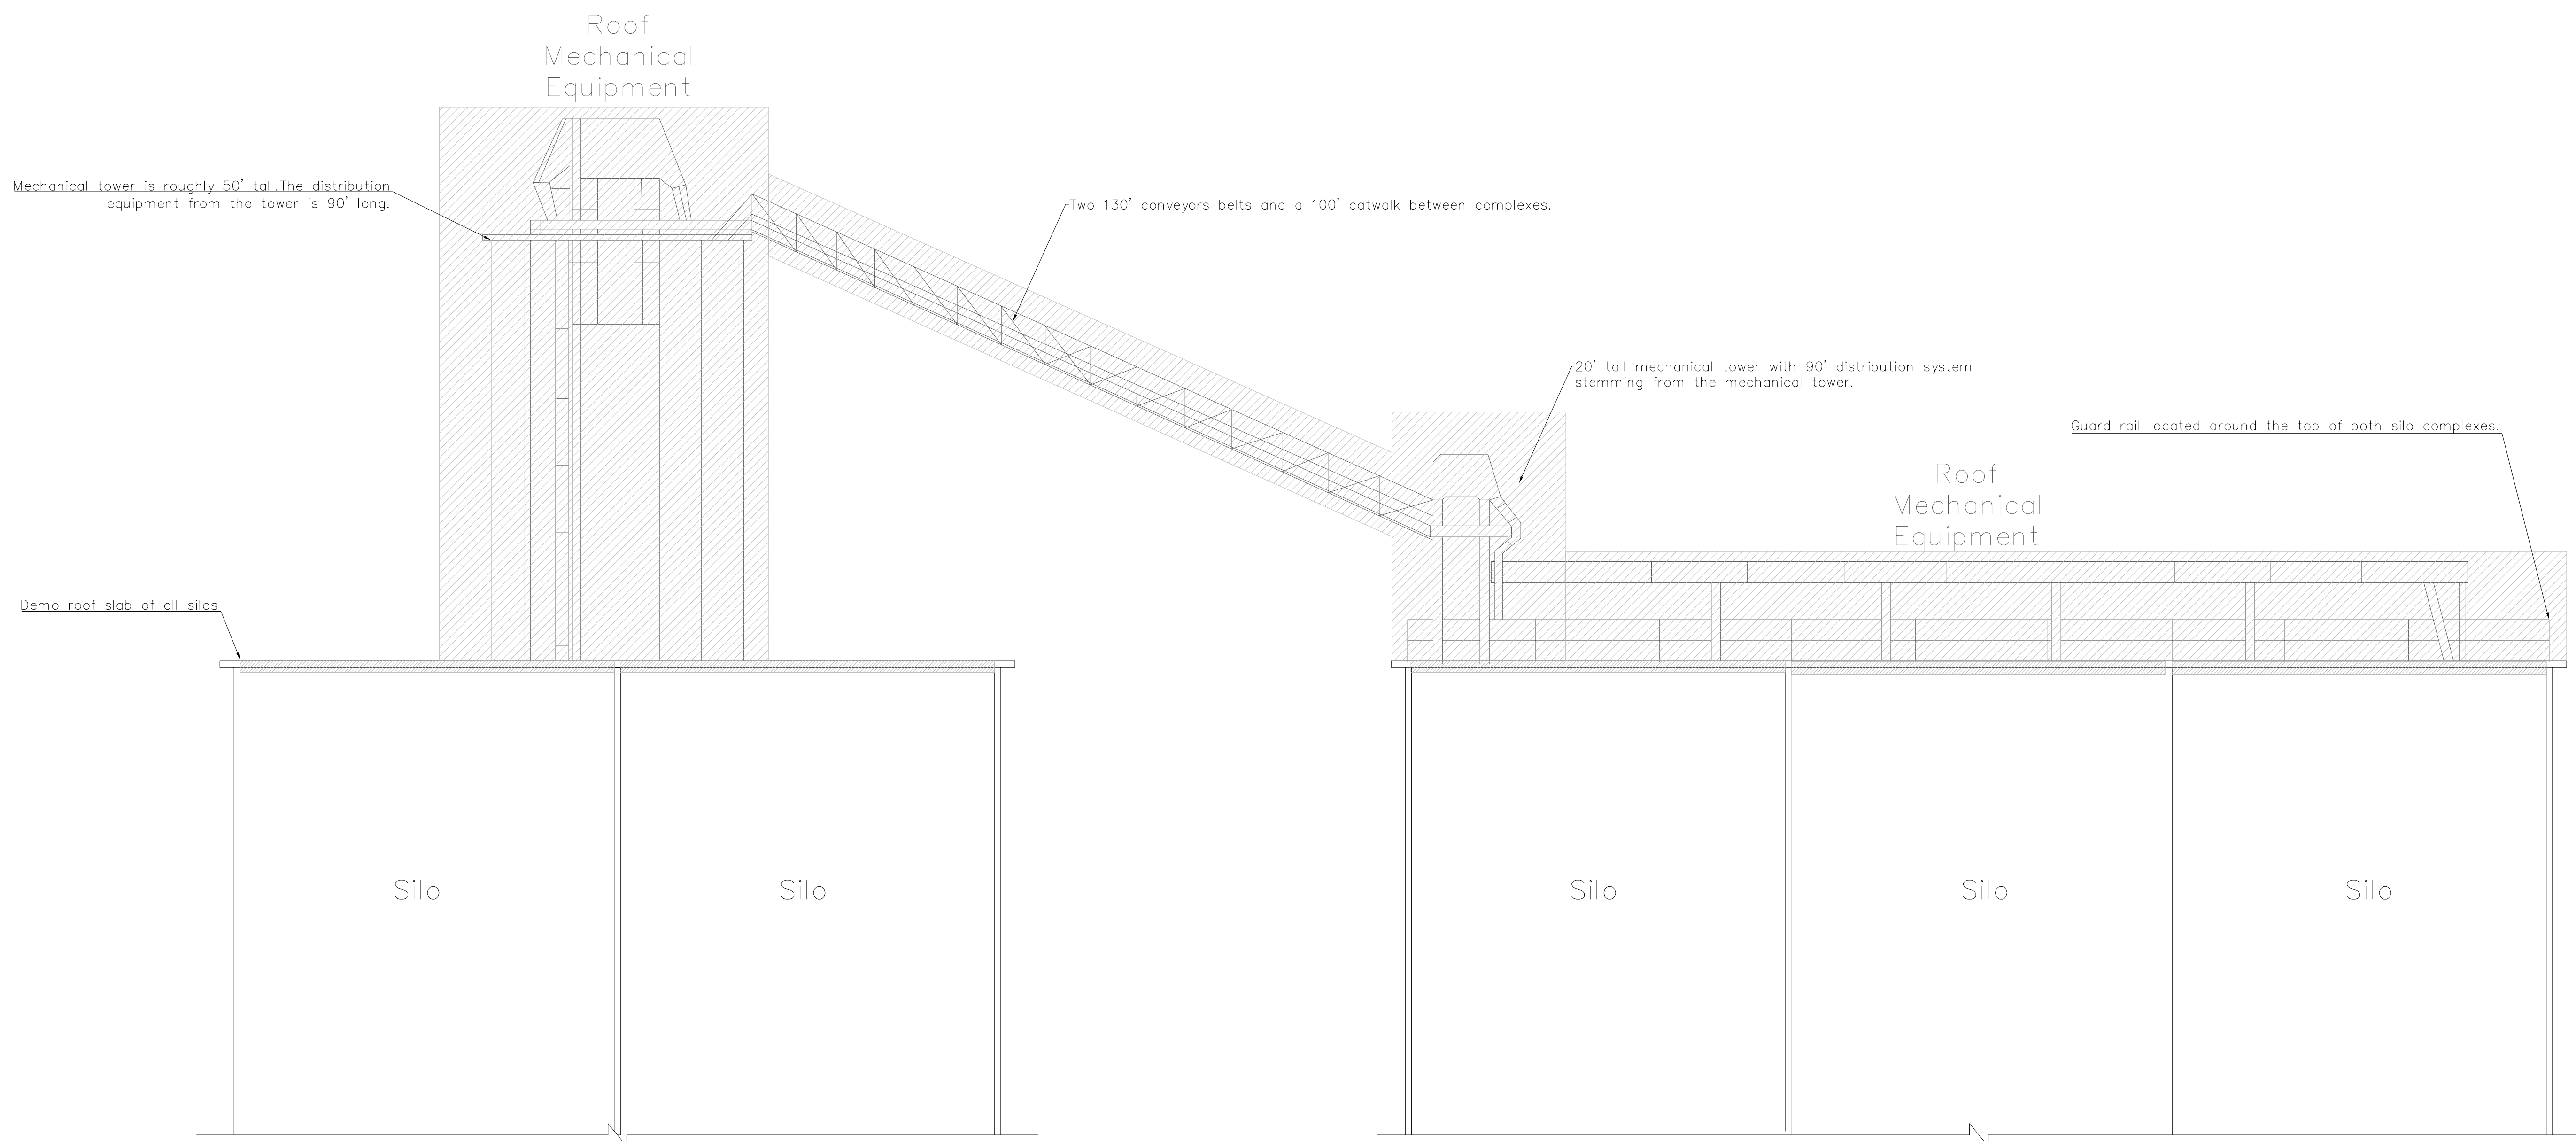 Roof
Mechanical
Equipment
Mechanical tower is roughly 50' tall.The distribution
equipment from the tower is 90' long.
Two 130' conveyors belts and a 100' catwalk between complexes.
20' tall mechanical tower with 90' distribution system
stemming from the mechanical tower.
Guard rail located around the top of both silo complexes.
Roof
Mechanical
Equipment
Demo roof slab of all silos
Silo
Silo
Silo
Silo
Silo